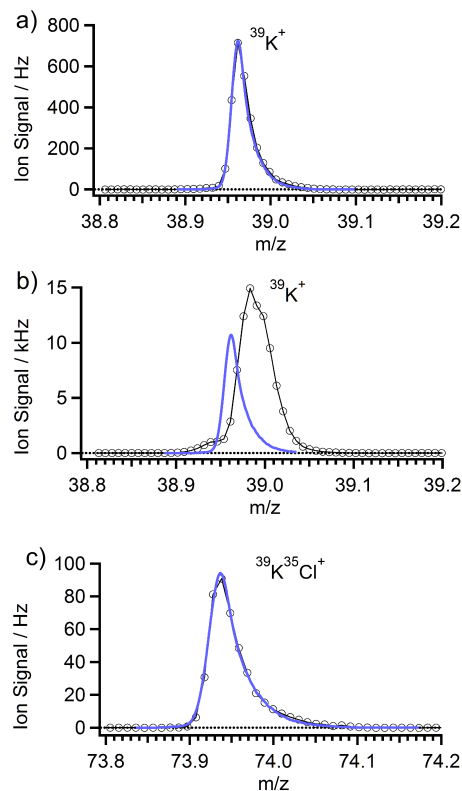 a)
³⁹K⁺
800
600
400
200
0
Ion Signal / Hz
38.8 38.9 39.0 39.1 39.2
m/z
b)
³⁹K⁺
15
10
5
0
Ion Signal / kHz
38.8 38.9 39.0 39.1 39.2
m/z
c)
³⁹K³⁵Cl⁺
100
80
60
40
20
0
Ion Signal / Hz
73.8 73.9 74.0 74.1 74.2
m/z